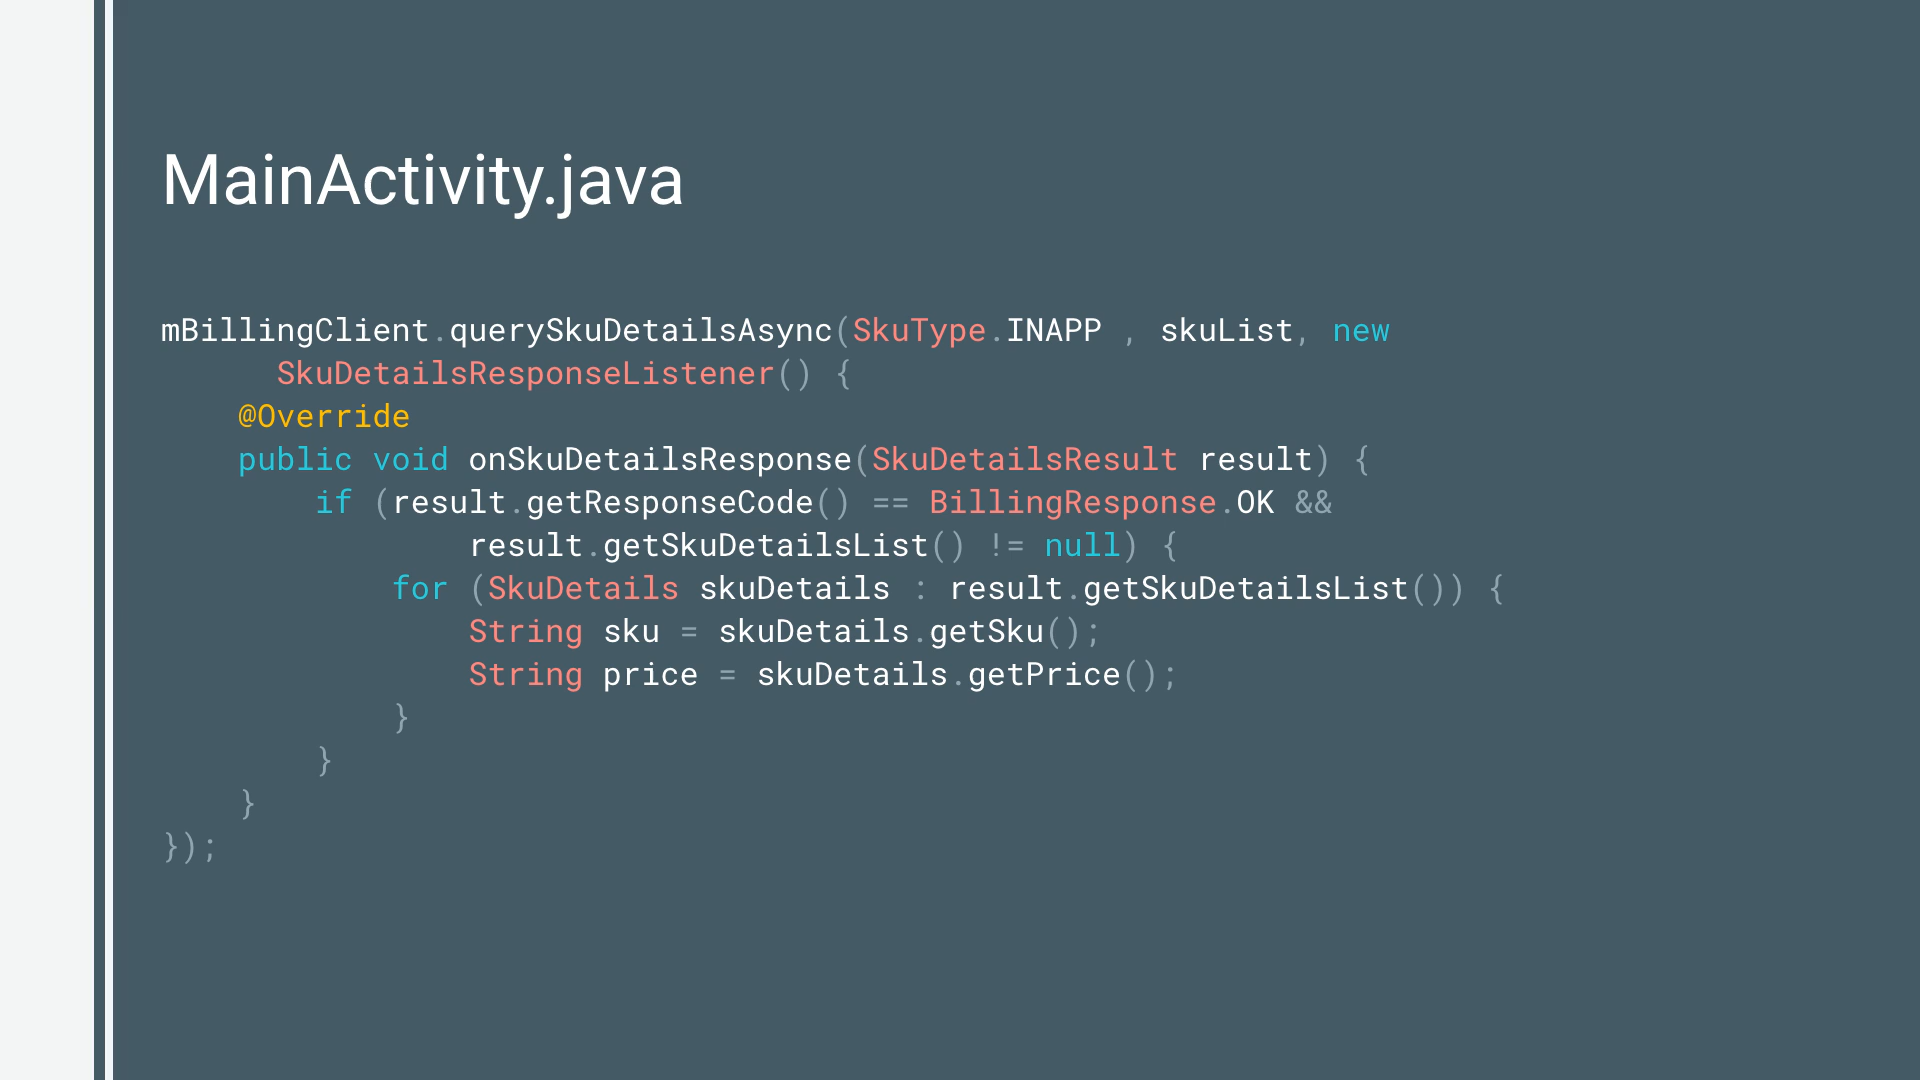 MainActivity.java
mBillingClient.querySkuDetailsAsync(SkuType.INAPP , skuList, new
      SkuDetailsResponseListener() {
    @Override
    public void onSkuDetailsResponse(SkuDetailsResult result) {
        if (result.getResponseCode() == BillingResponse.OK &&
                result.getSkuDetailsList() != null) {
            for (SkuDetails skuDetails : result.getSkuDetailsList()) {
                String sku = skuDetails.getSku();
                String price = skuDetails.getPrice();
            }
        }
    }
});